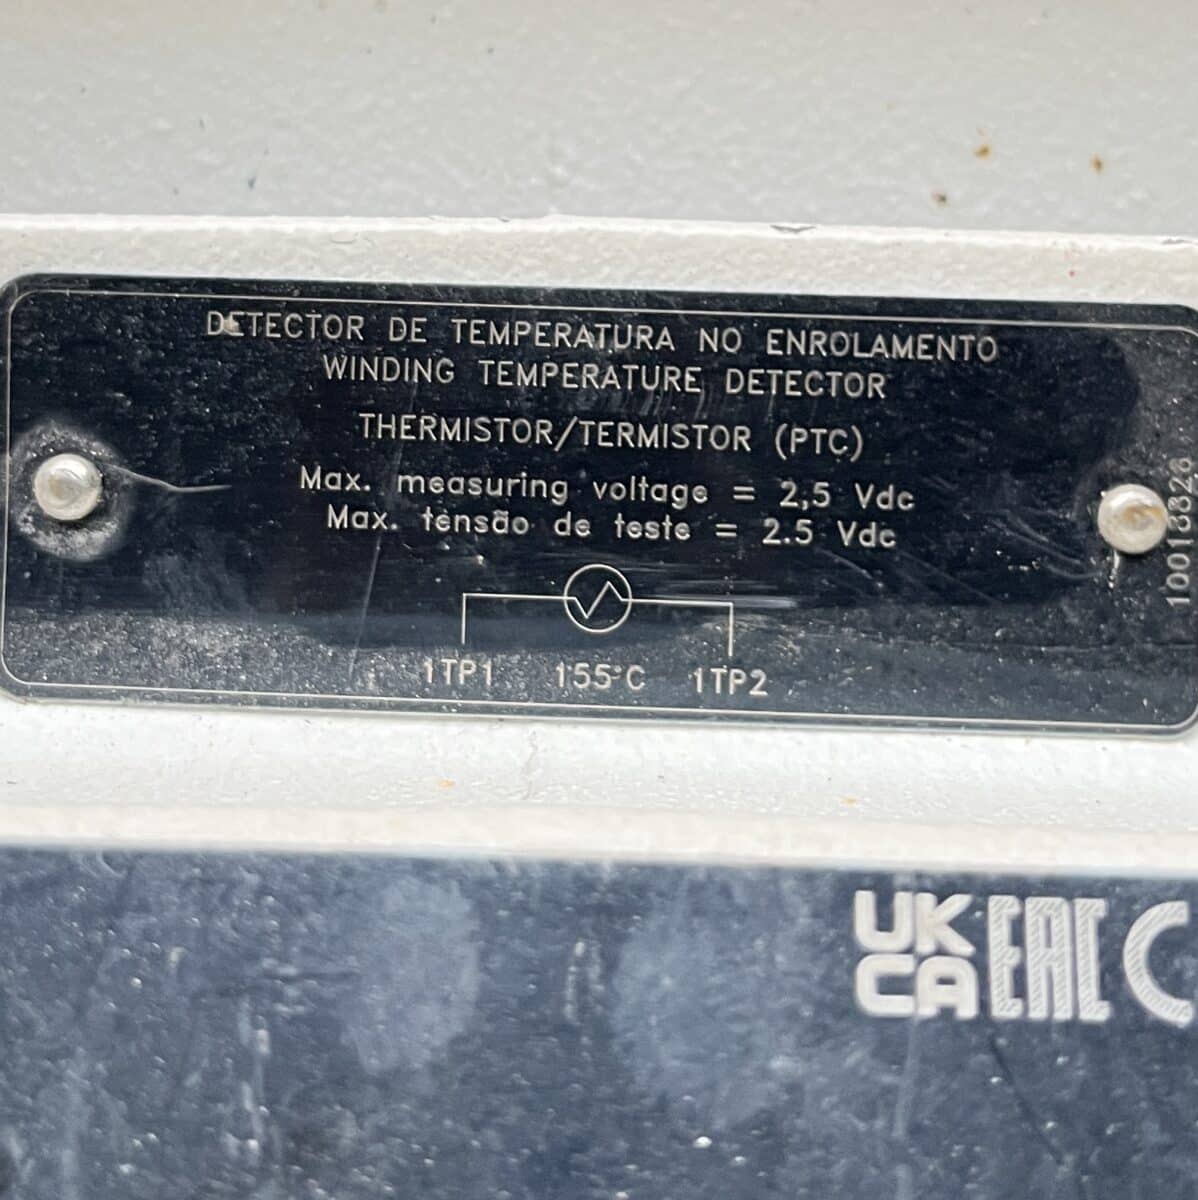 DETECTOR DE TEMPERATURA NO ENROLAMENTO
WINDING TEMPERATURE DETECTOR
THERMISTOR/TERMISTOR (PTC)
Max. measuring voltage = 2,5 Vdc
Max. tensão de teste = 2.5 Vdc
1TP1 155°C 1TP2
10013326
UK
CA
EAC
C